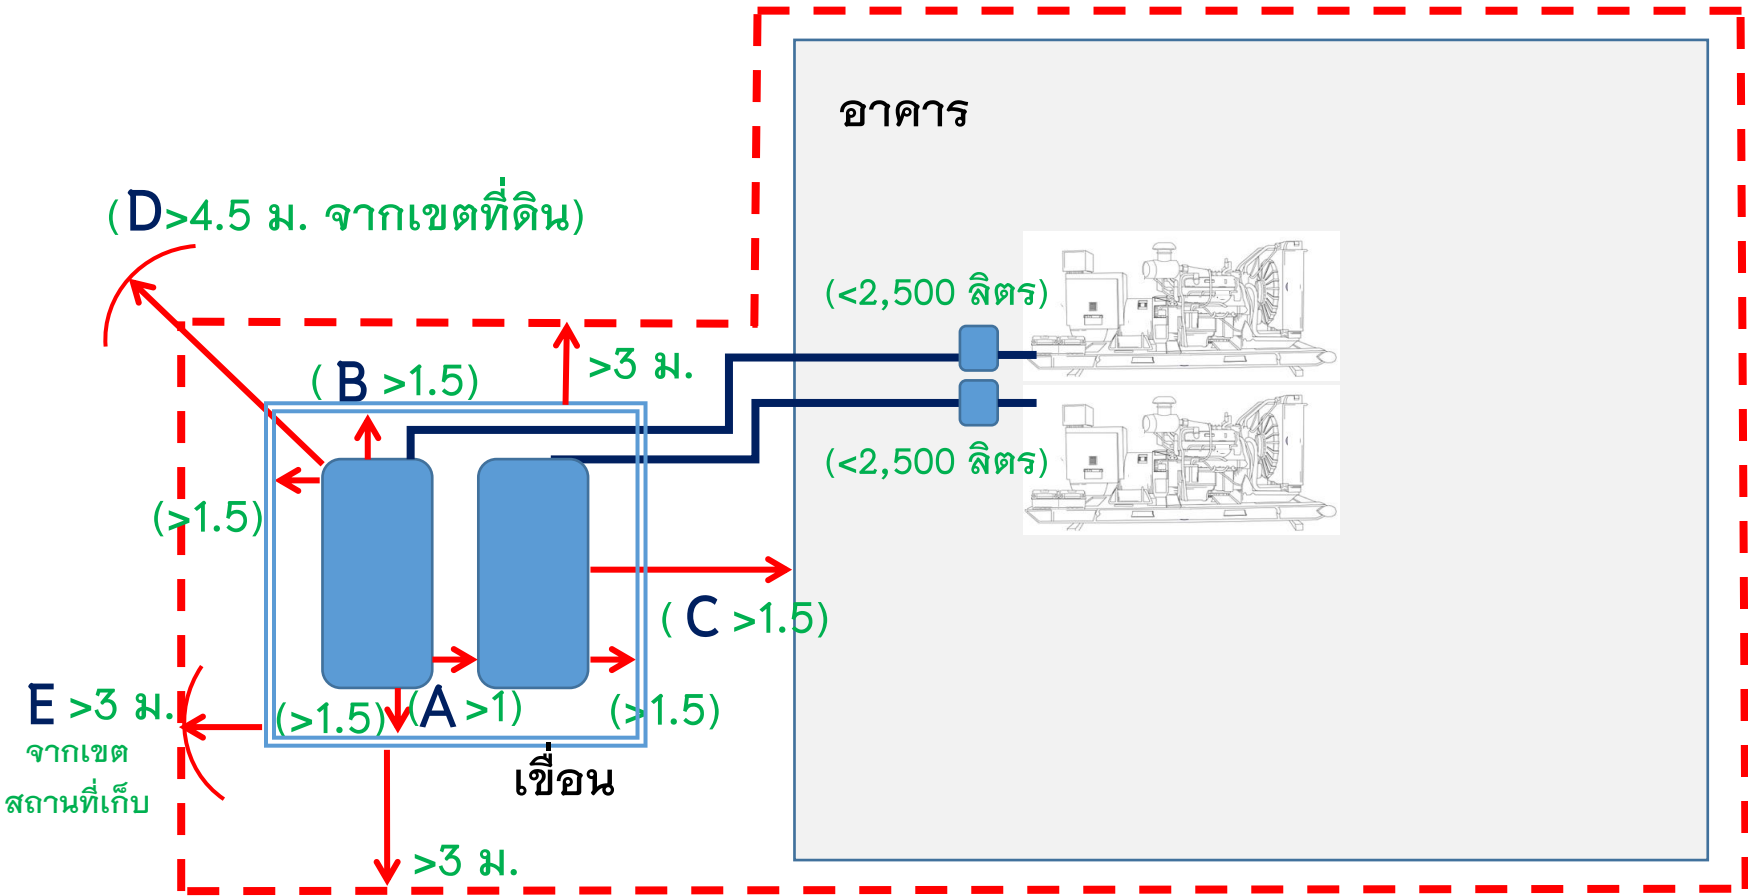 อาคาร
(D>4.5 ม. จากเขตที่ดิน)
(<2,500 ลิตร)
>3 ม.
( B >1.5)
(<2,500 ลิตร)
(>1.5)
( C >1.5)
E >3 ม.
จากเขต
สถานที่เก็บ
(>1.5)
(A >1)
(>1.5)
เขื่อน
>3 ม.